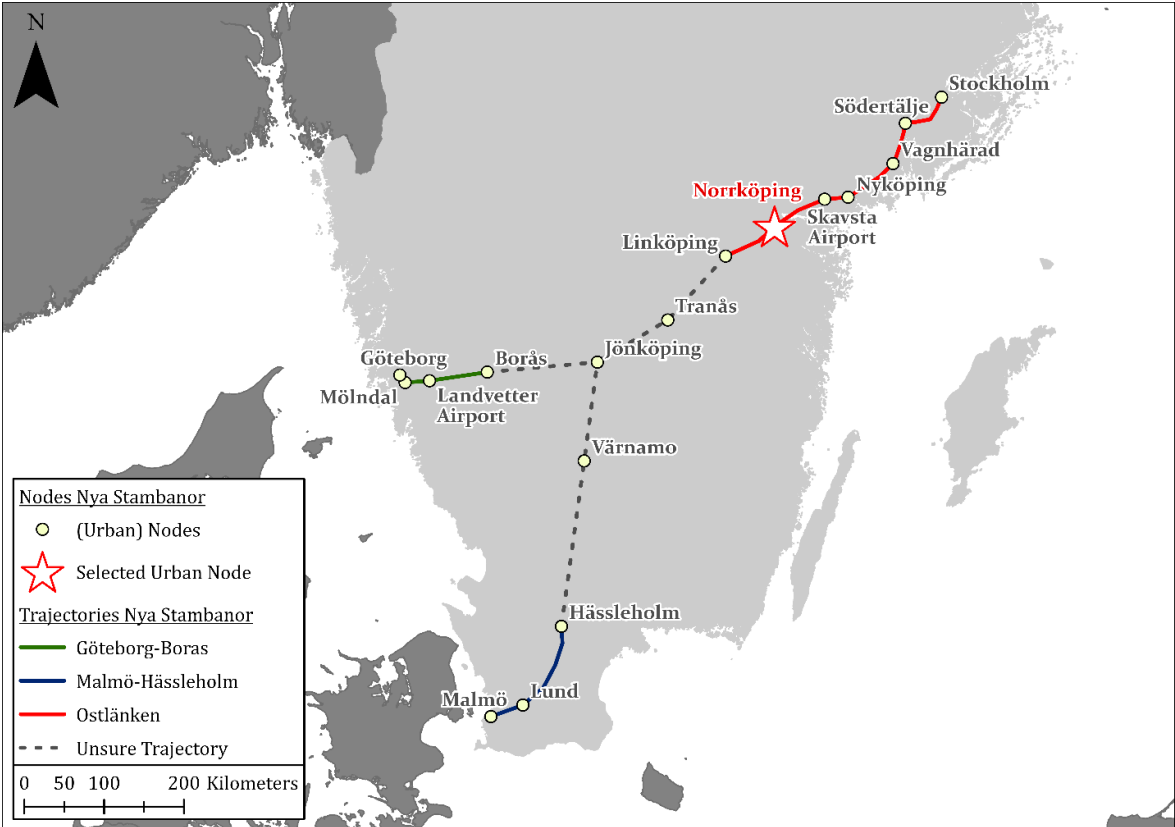 N
Stockholm
Södertälje
Vagnhärad
Nyköping
Norrköping
Skavsta
Airport
Linköping
Tranås
Jönköping
Göteborg
Borås
Mölndal
Landvetter
Airport
Värnamo
Hässleholm
Malmö
Lund
Nodes Nya Stambanor
(Urban) Nodes
Selected Urban Node
Trajectories Nya Stambanor
Göteborg-Boras
Malmö-Hässleholm
Ostlänken
Unsure Trajectory
0 50 100 200 Kilometers